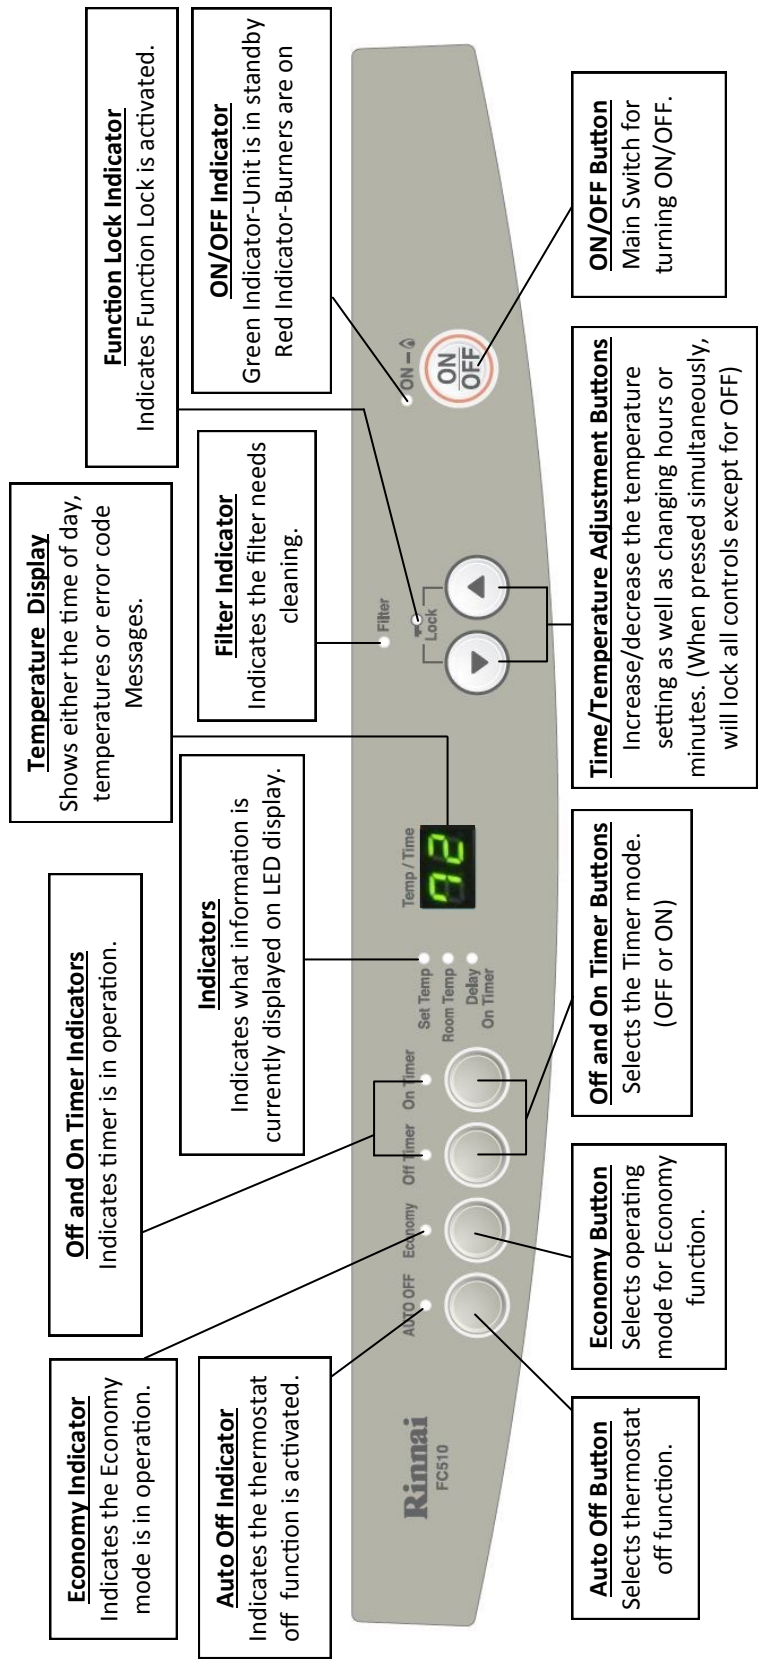 Economy Indicator
Indicates the Economy
mode is in operation.
Off and On Timer Indicators
Indicates timer is in operation.
Temperature Display
Shows either the time of day,
temperatures or error code
Messages.
Function Lock Indicator
Indicates Function Lock is activated.
Auto Off Indicator
Indicates the thermostat
off function is activated.
Indicators
Indicates what information is
currently displayed on LED display.
Filter Indicator
Indicates the filter needs
cleaning.
ON/OFF Indicator
Green Indicator-Unit is in standby
Red Indicator-Burners are on
Rinnai
FC510
AUTO OFF
Economy
Off Timer
On Timer
Set Temp
Room Temp
Delay
On Timer
Temp / Time
72
Filter
Lock
ON
ON
OFF
Auto Off Button
Selects thermostat
off function.
Economy Button
Selects operating
mode for Economy
function.
Off and On Timer Buttons
Selects the Timer mode.
(OFF or ON)
Time/Temperature Adjustment Buttons
Increase/decrease the temperature
setting as well as changing hours or
minutes. (When pressed simultaneously,
will lock all controls except for OFF)
ON/OFF Button
Main Switch for
turning ON/OFF.